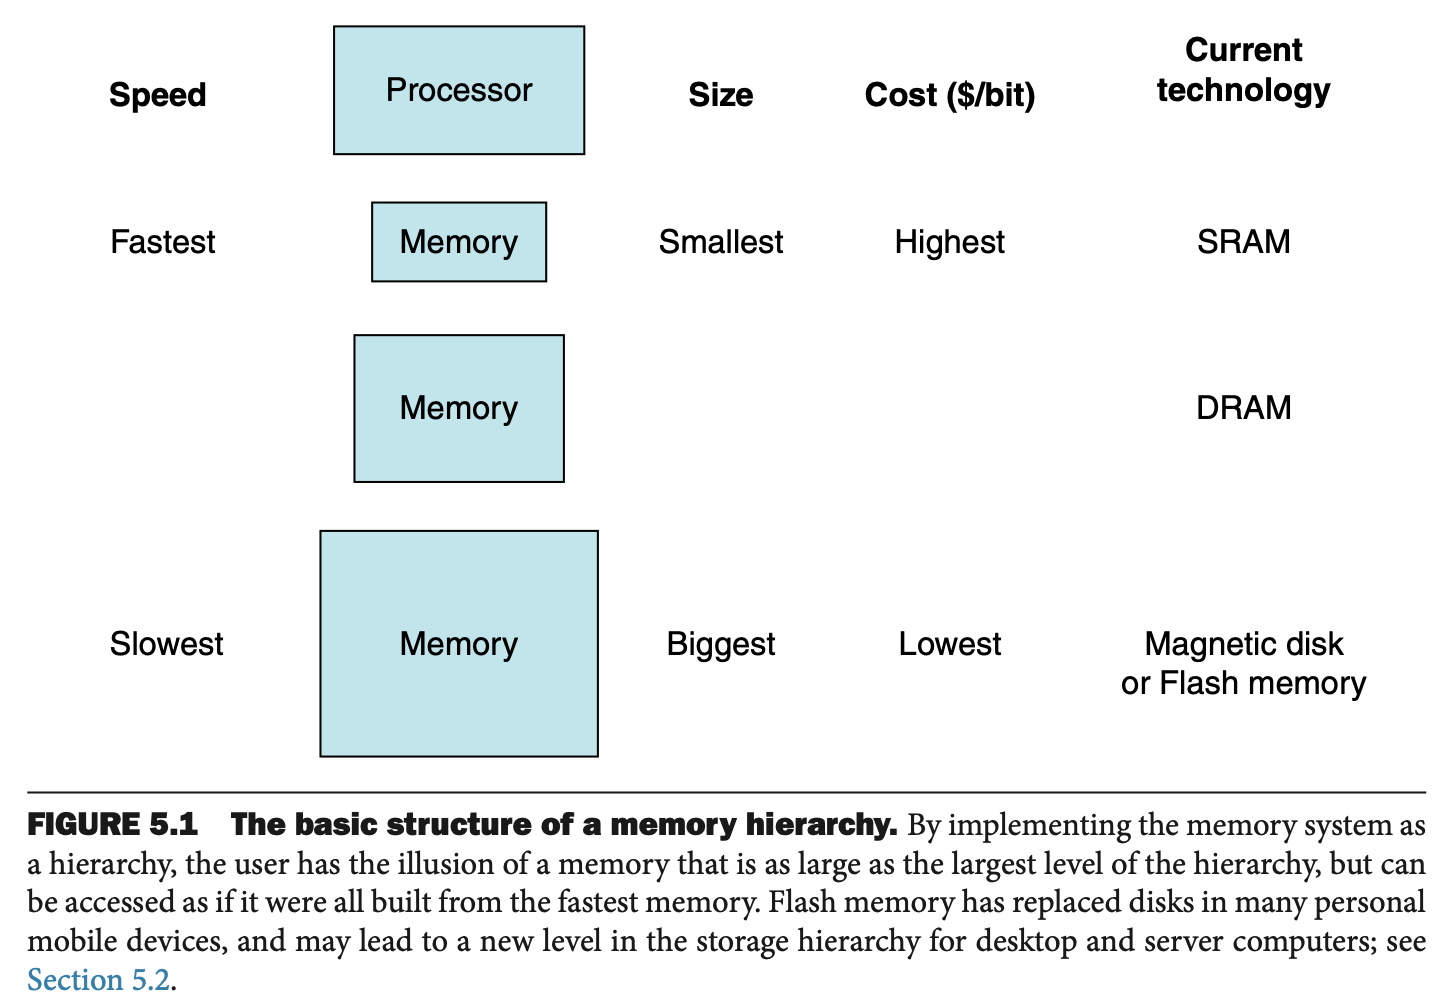 Speed Processor Size Cost ($/bit) Current technology
Fastest Memory Smallest Highest SRAM
Memory DRAM
Slowest Memory Biggest Lowest Magnetic disk
or Flash memory
FIGURE 5.1 The basic structure of a memory hierarchy. By implementing the memory system as
a hierarchy, the user has the illusion of a memory that is as large as the largest level of the hierarchy, but can
be accessed as if it were all built from the fastest memory. Flash memory has replaced disks in many personal
mobile devices, and may lead to a new level in the storage hierarchy for desktop and server computers; see
Section 5.2.